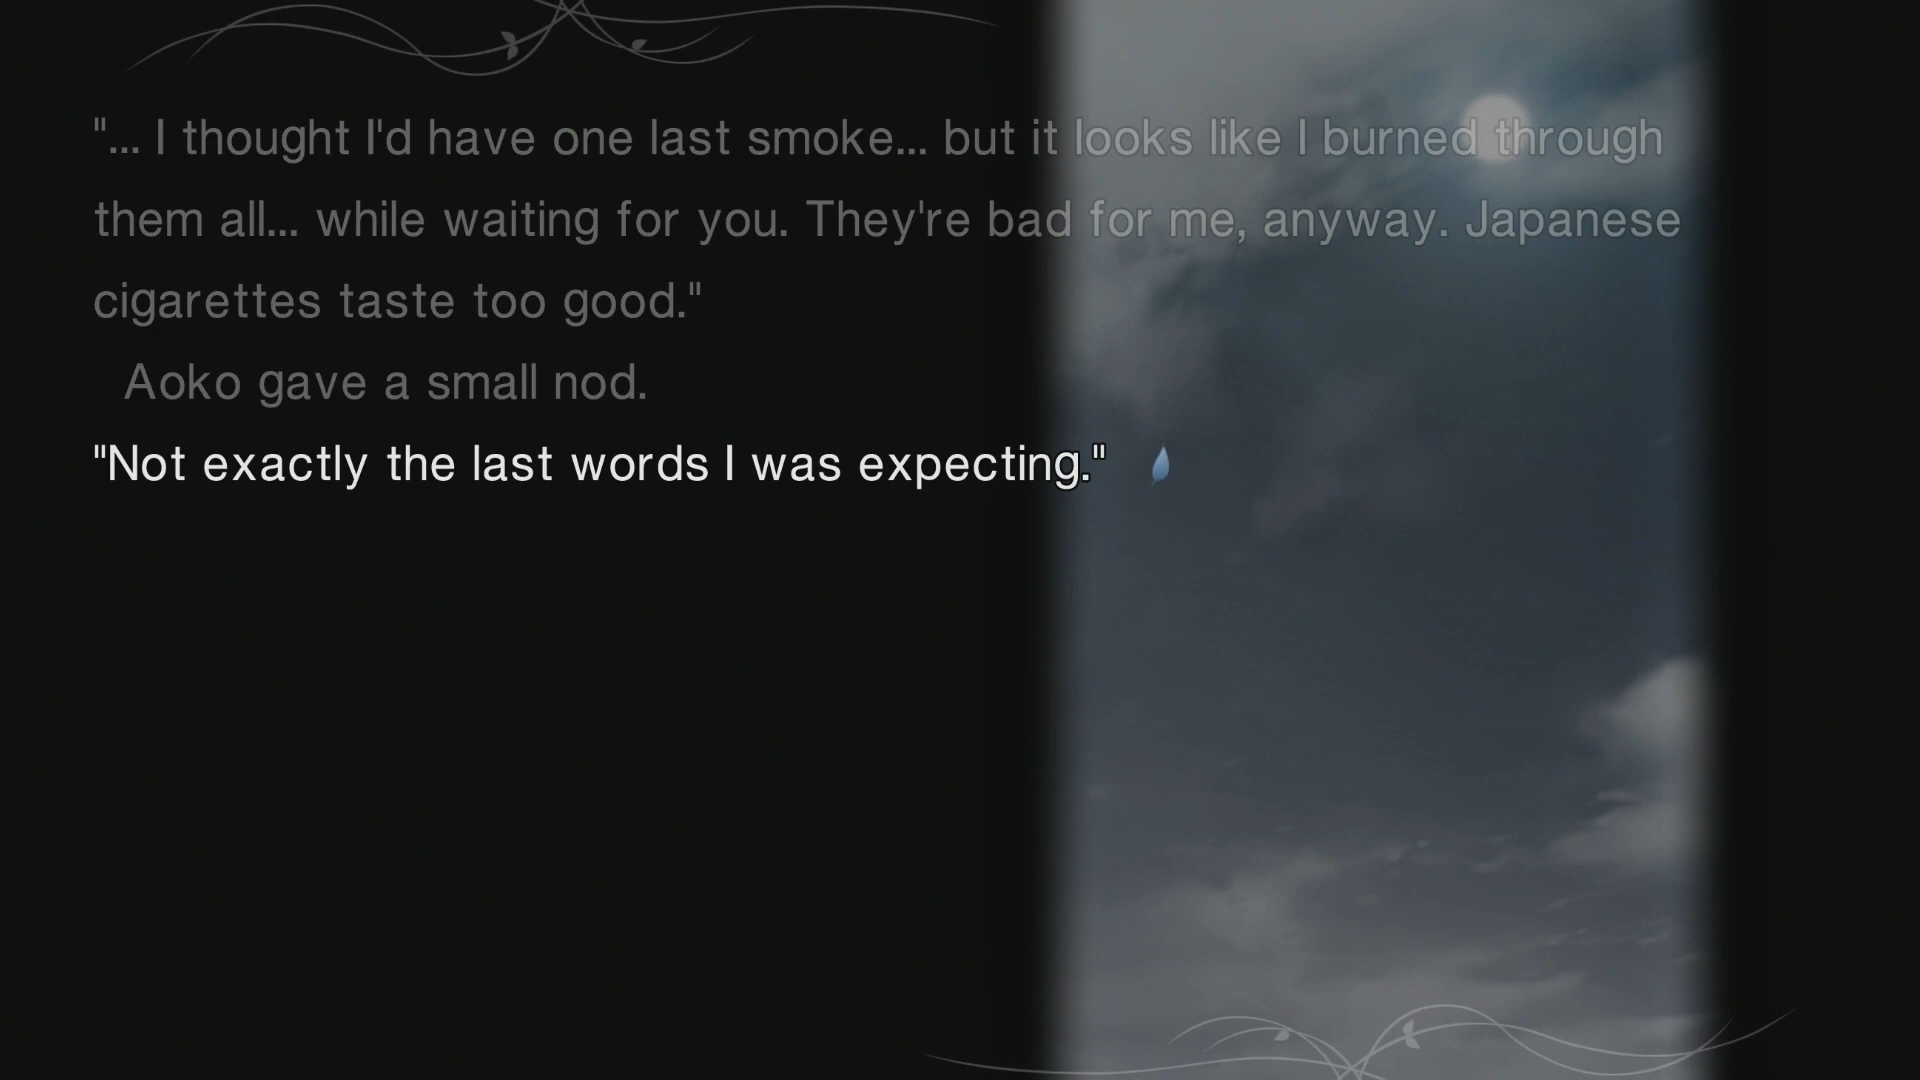 "... I thought I'd have one last smoke... but it looks like I burned through
them all... while waiting for you. They're bad for me, anyway. Japanese
cigarettes taste too good."
Aoko gave a small nod.
"Not exactly the last words I was expecting."